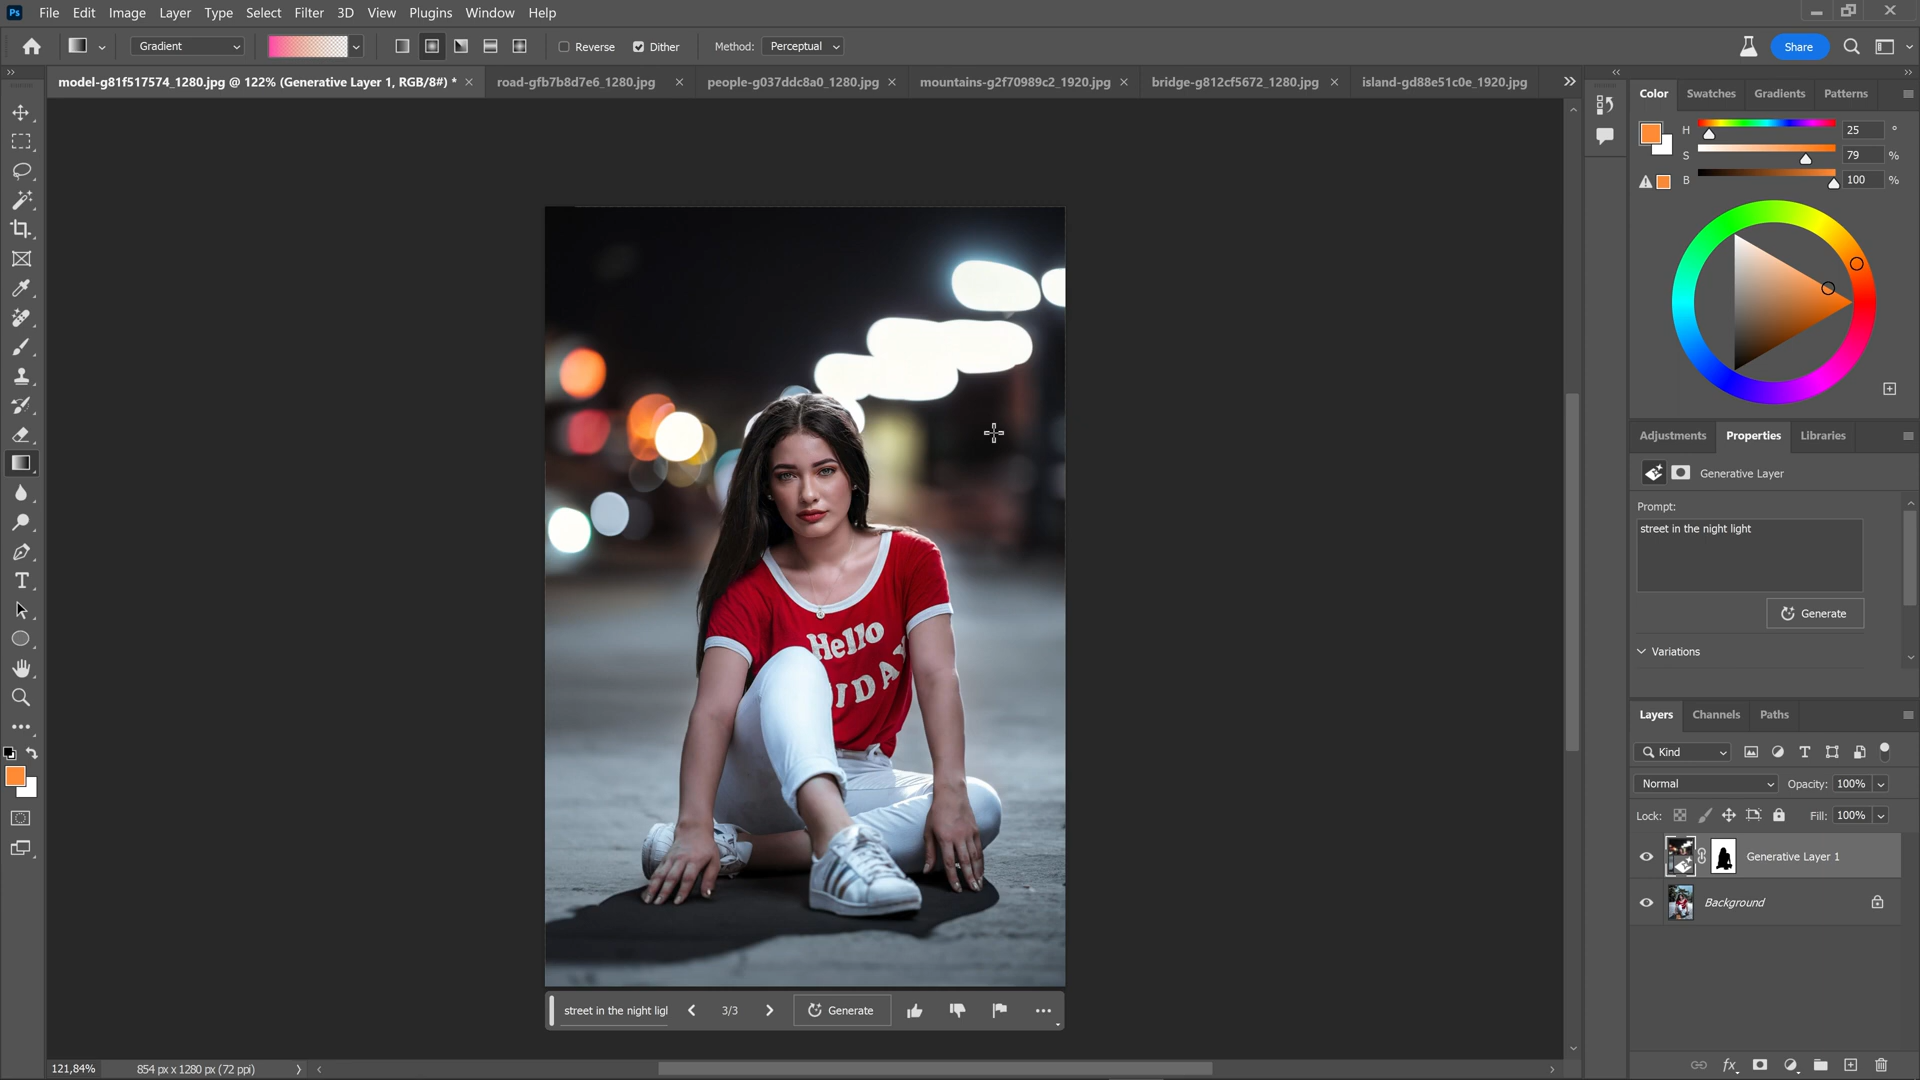 Ps File Edit Image Layer Type Select Filter 3D View Plugins Window Help
Gradient Reverse Dither Method: Perceptual Share
model-g81f517574_1280.jpg @ 122% (Generative Layer 1, RGB/8#) * road-gfb7b8d7e6_1280.jpg people-g037ddc8a0_1280.jpg mountains-g2f70989c2_1920.jpg bridge-g812cf5672_1280.jpg island-gd88e51c0e_1920.jpg
Color Swatches Gradients Patterns
H 25 °
S 79 %
B 100 %
Adjustments Properties Libraries
Generative Layer
Prompt:
street in the night light
Generate
Variations
Hello
IDAY
Layers Channels Paths
Kind
Normal Opacity: 100%
Lock: Fill: 100%
Generative Layer 1
Background
street in the night ligl 3/3 Generate
121,84% 854 px x 1280 px (72 ppi)